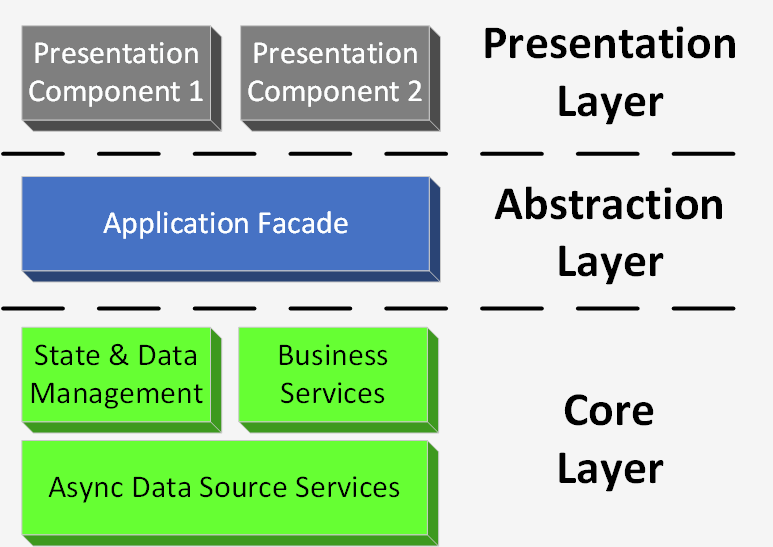 Presentation
Component 1
Presentation
Component 2
Presentation
Layer
Application Facade
Abstraction
Layer
State & Data
Management
Business
Services
Async Data Source Services
Core
Layer